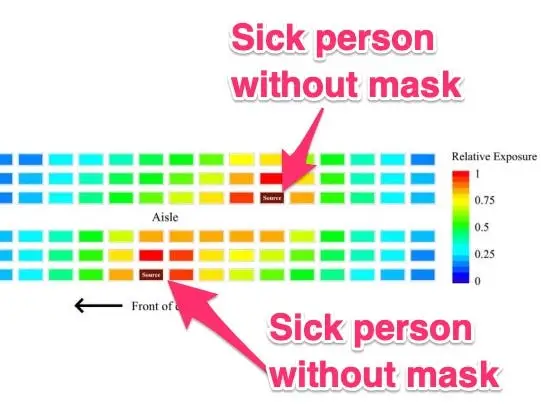 Sick person
without mask
Relative Exposure
1
Source
0.75
Aisle
0.5
0.25
Source
0
Front of
Sick person
without mask